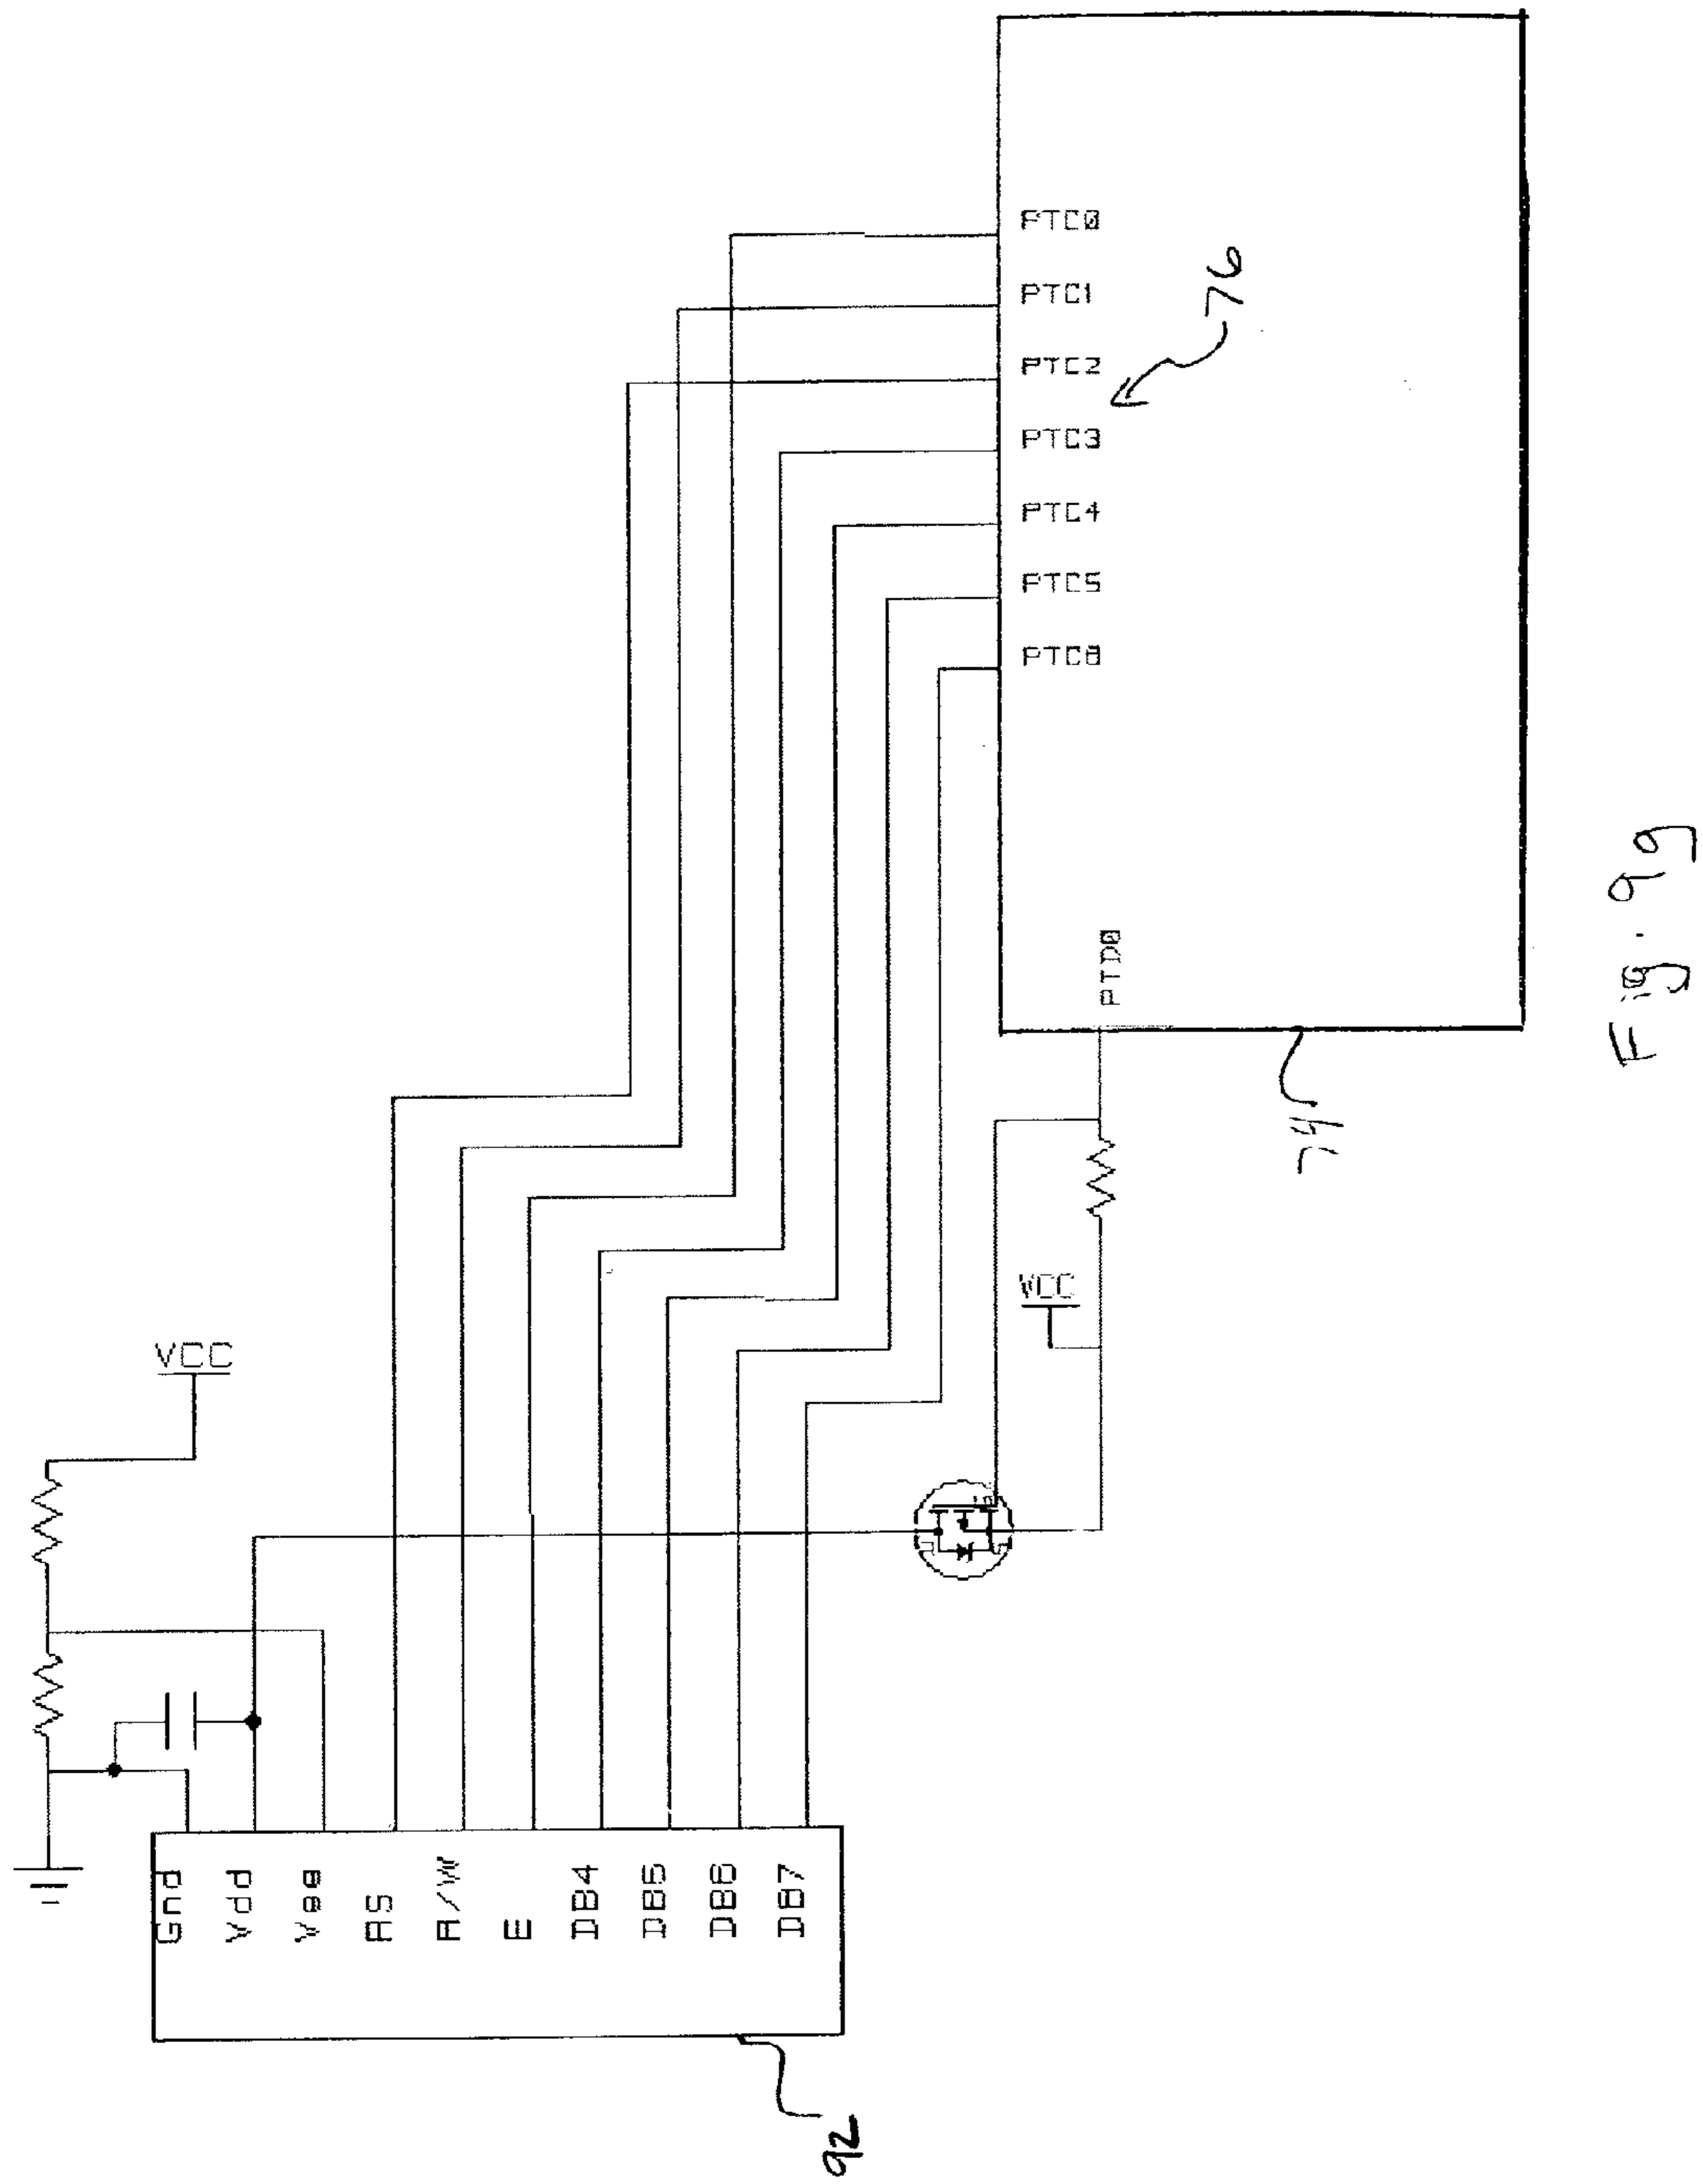 PTC0
PTC1
76
PTC2
PTC3
PTC4
PTC5
PTD0
74
VCC
VCC
Gnd
Vdd
Vee
RS
R/W
E
DB4
DB5
DB6
DB7
92
Fig. 9g